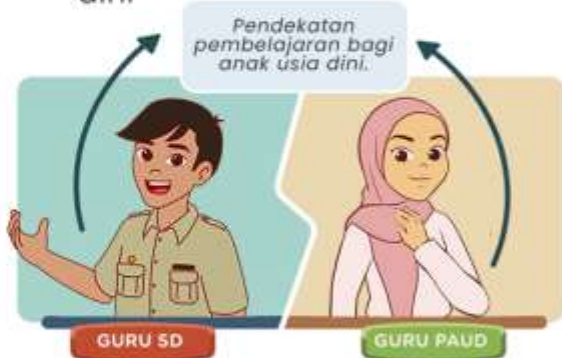 Pendekatan
pembelajaran bagi
anak usia dini.
GURU SD
GURU PAUD